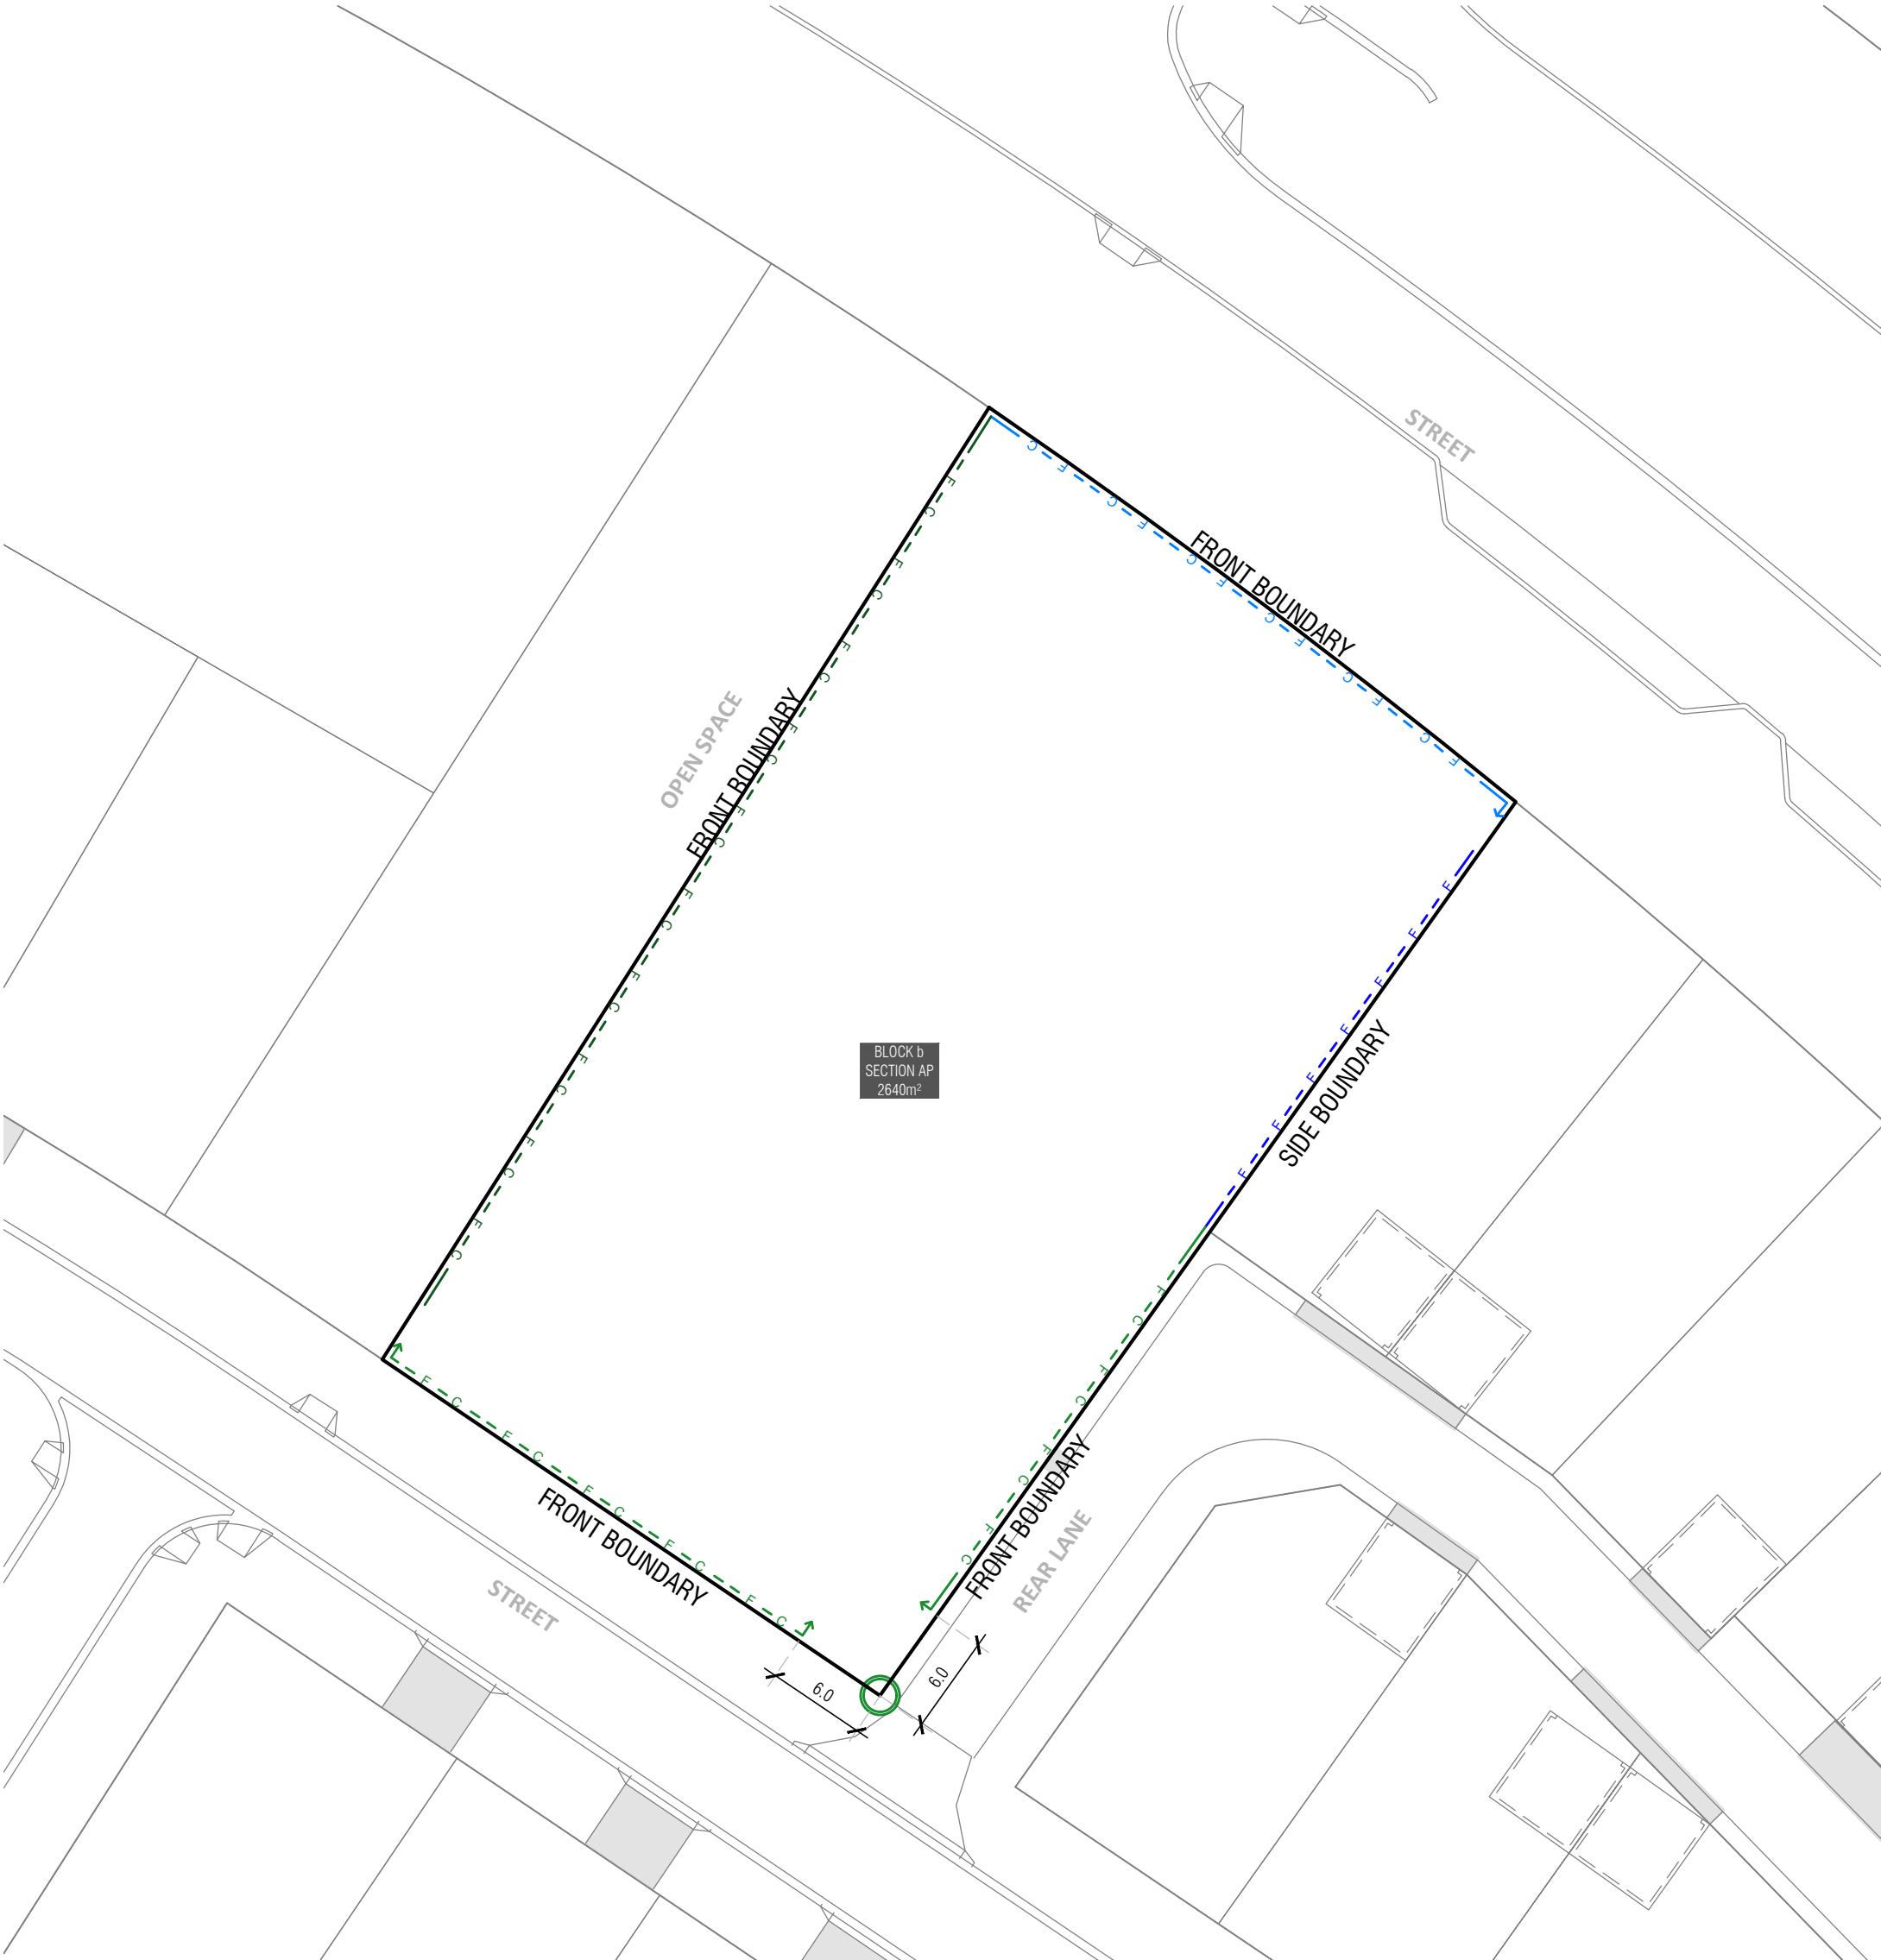 STREET
FRONT BOUNDARY
OPEN SPACE
FRONT BOUNDARY
BLOCK b
SECTION AP
2640m²
SIDE BOUNDARY
FRONT BOUNDARY
REAR LANE
FRONT BOUNDARY
STREET
6.0
6.0
C F C F C F C F C F C F
F C F C F C F C F C F C F C F C F C F C
F F F F F F F
F C F C F C F C
F C F C F C F C F C